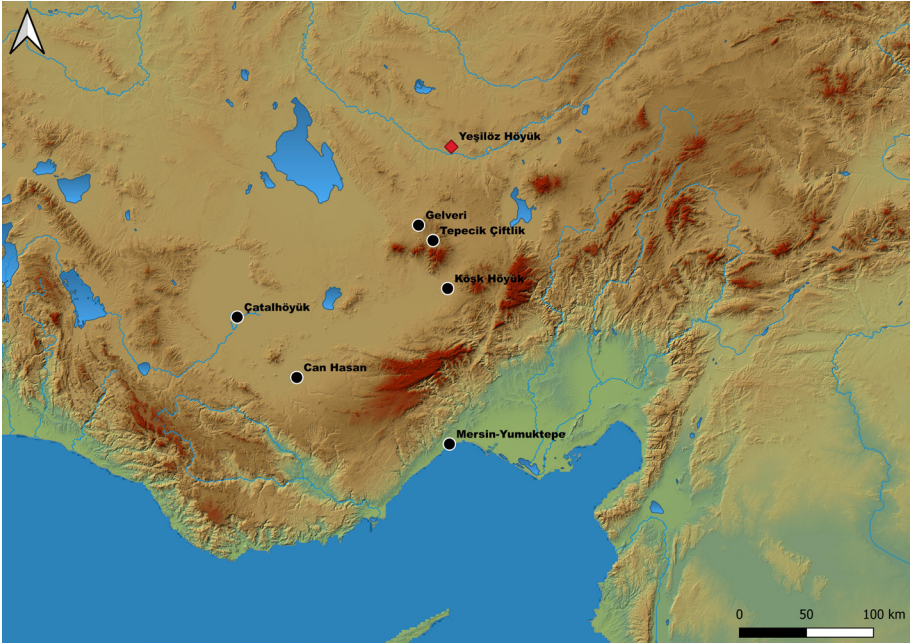 Yeşilöz Höyük
Gelveri
Tepecik Çiftlik
Köşk Höyük
Çatalhöyük
Can Hasan
Mersin-Yumuktepe
0 50 100 km